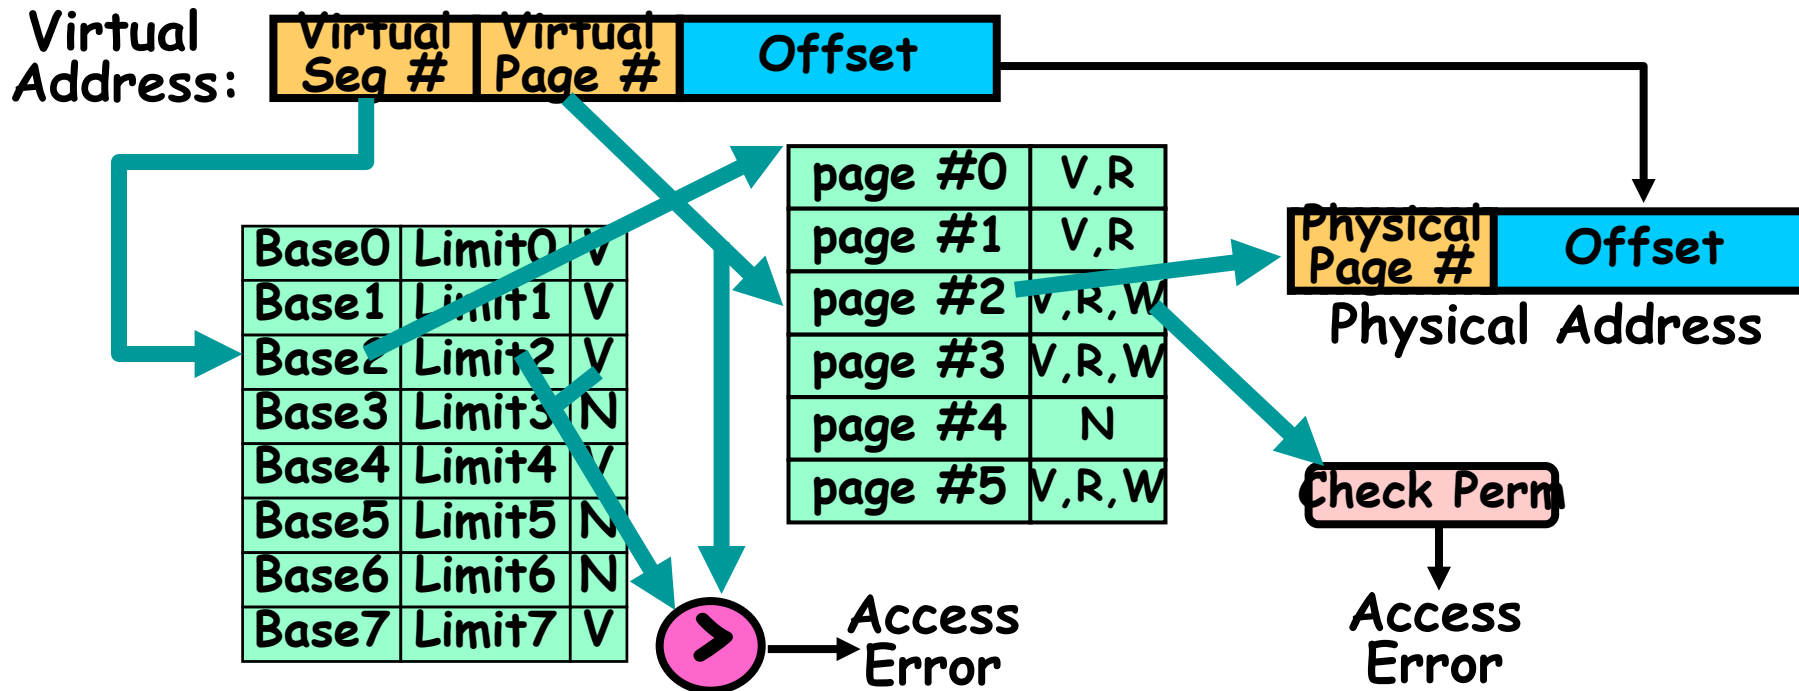 Virtual
Address:
Virtual
Seg #
Virtual
Page #
Offset
page #0 V,R
page #1 V,R
page #2 V,R,W
page #3 V,R,W
page #4 N
page #5 V,R,W
Base0 Limit0 V
Base1 Limit1 V
Base2 Limit2 V
Base3 Limit3 N
Base4 Limit4 V
Base5 Limit5 N
Base6 Limit6 N
Base7 Limit7 V
>
Access
Error
Physical
Page #
Offset
Physical Address
Check Perm
Access
Error